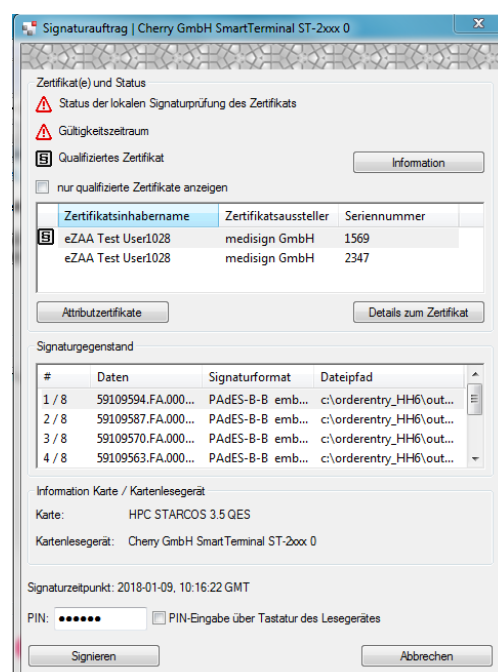 Signaturauftrag | Cherry GmbH SmartTerminal ST-2xxx 0
Zertifikat(e) und Status
Status der lokalen Signaturprüfung des Zertifikats
Gültigkeitszeitraum
Qualifiziertes Zertifikat
Information
nur qualifizierte Zertifikate anzeigen
Zertifikatsinhabername Zertifikatsaussteller Seriennummer
eZAA Test User1028 medisign GmbH 1569
eZAA Test User1028 medisign GmbH 2347
Attributzertifikate Details zum Zertifikat
Signaturgegenstand
# Daten Signaturformat Dateipfad
1 / 8 59109594.FA.000... PAdES-B-B emb... c:\orderentry_HH6\out...
2 / 8 59109587.FA.000... PAdES-B-B emb... c:\orderentry_HH6\out...
3 / 8 59109570.FA.000... PAdES-B-B emb... c:\orderentry_HH6\out...
4 / 8 59109563.FA.000... PAdES-B-B emb... c:\orderentry_HH6\out...
Information Karte / Kartenlesegerät
Karte: HPC STARCOS 3.5 QES
Kartenlesegerät: Cherry GmbH SmartTerminal ST-2xxx 0
Signaturzeitpunkt: 2018-01-09, 10:16:22 GMT
PIN: ●●●●●● PIN-Eingabe über Tastatur des Lesegerätes
Signieren Abbrechen